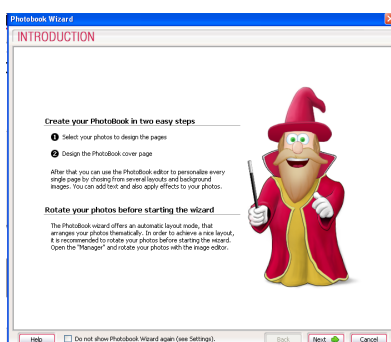 Photobook Wizard
INTRODUCTION
Create your PhotoBook in two easy steps
1 Select your photos to design the pages
2 Design the PhotoBook cover page
After that you can use the PhotoBook editor to personalize every
single page by chosing from several layouts and background
images. You can add text and also apply effects to your photos.
Rotate your photos before starting the wizard
The PhotoBook wizard offers an automatic layout mode, that
arranges your photos thematically. In order to achieve a nice layout,
it is recommended to rotate your photos before starting the wizard.
Open the "Manager" and rotate your photos with the image editor.
Help Do not show Photobook Wizard again (see Settings). Back Next Cancel